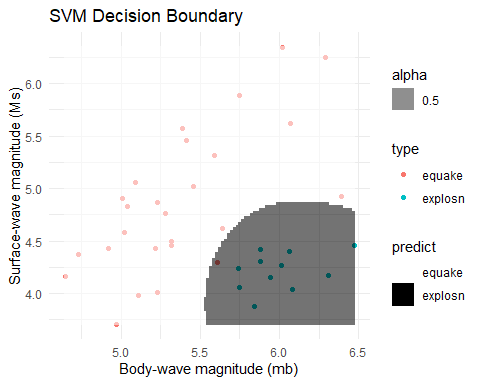 SVM Decision Boundary
Surface-wave magnitude (Ms)
6.0
5.5
5.0
4.5
4.0
5.0 5.5 6.0 6.5
Body-wave magnitude (mb)
alpha
0.5
type
equake
explosn
predict
equake
explosn